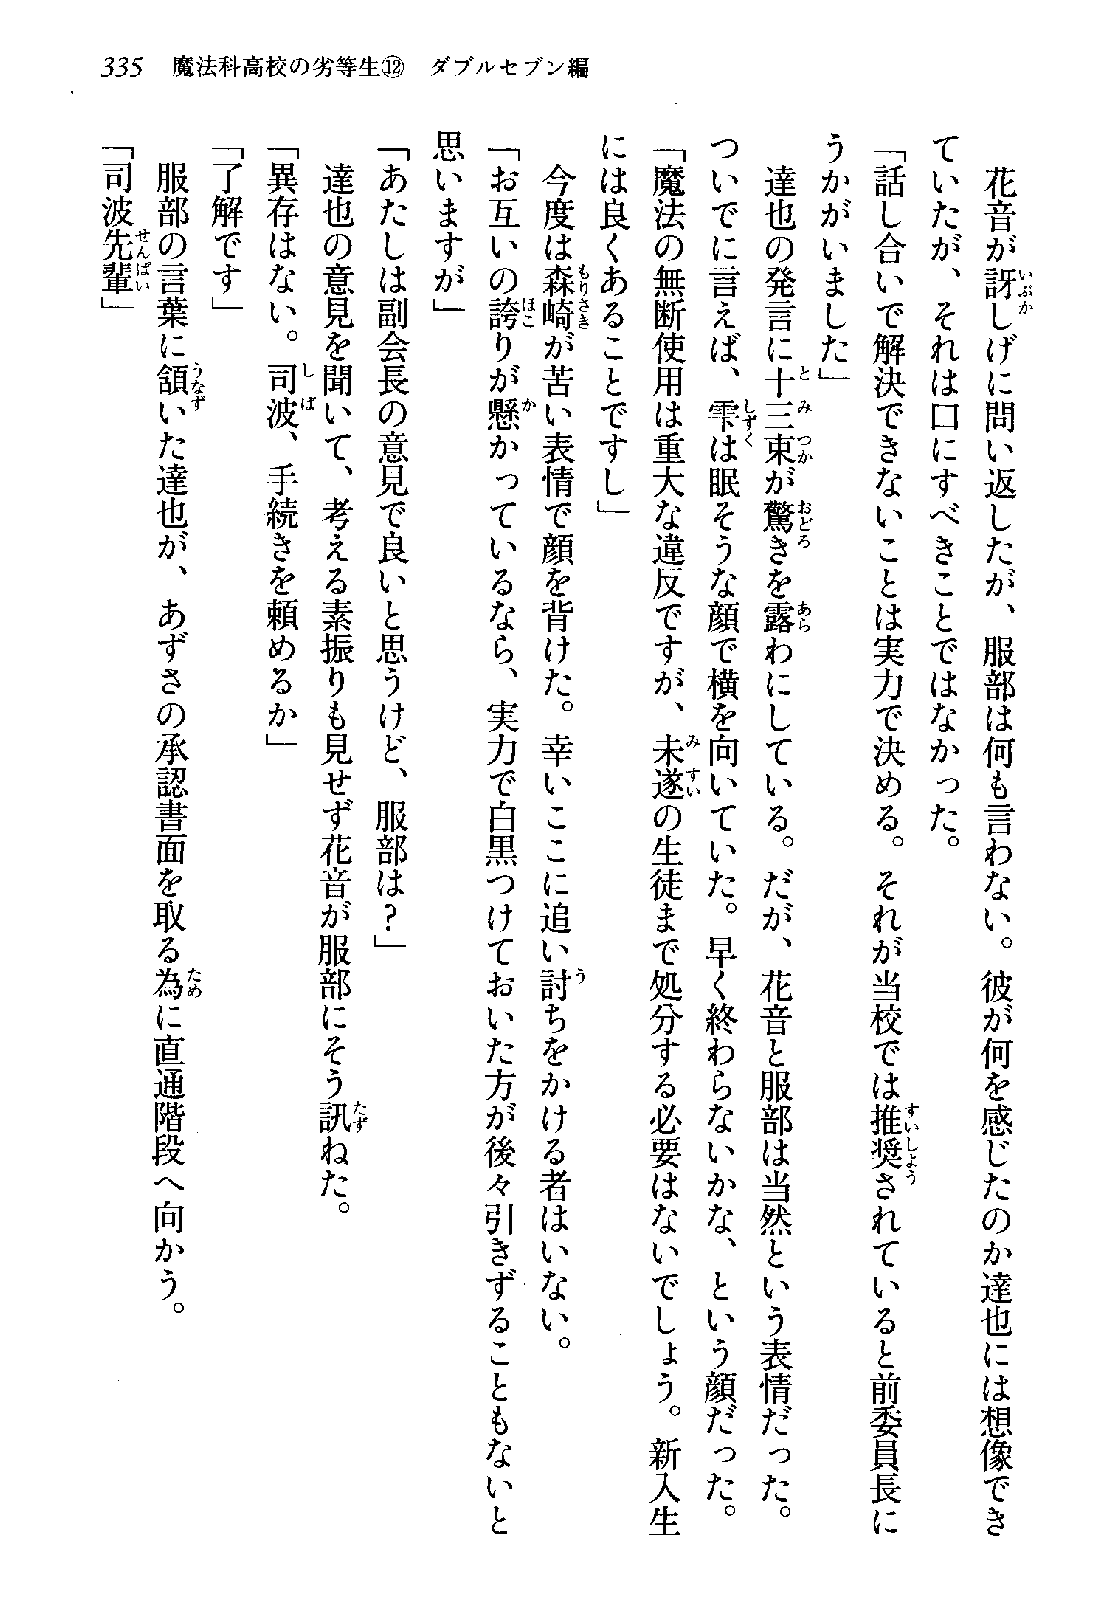 335　魔法科高校の劣等生⑫　ダブルセブン編
　花音が訝しげに問い返したが、服部は何も言わない。彼が何を感じたのか達也には想像でき
ていたが、それは口にすべきことではなかった。
「話し合いで解決できないことは実力で決める。それが当校では推奨されていると前委員長に
うかがいました」
　達也の発言に十三束が驚きを露わにしている。だが、花音と服部は当然という表情だった。
ついでに言えば、雫は眠そうな顔で横を向いていた。早く終わらないかな、という顔だった。
「魔法の無断使用は重大な違反ですが、未遂の生徒まで処分する必要はないでしょう。新入生
には良くあることですし」
　今度は森崎が苦い表情で顔を背けた。幸いここに追い討ちをかける者はいない。
「お互いの誇りが懸かっているなら、実力で白黒つけておいた方が後々引きずることもないと
思いますが」
「あたしは副会長の意見で良いと思うけど、服部は？」
　達也の意見を聞いて、考える素振りも見せず花音が服部にそう訊ねた。
「異存はない。司波、手続きを頼めるか」
「了解です」
　服部の言葉に頷いた達也が、あずさの承認書面を取る為に直通階段へ向かう。
「司波先輩」